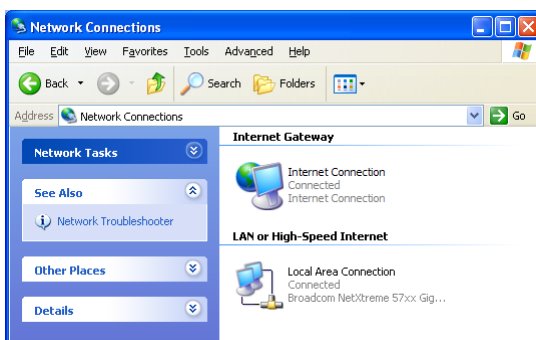 Network Connections
File Edit View Favorites Tools Advanced Help
Back Search Folders
Address Network Connections Go
Network Tasks
See Also
Network Troubleshooter
Other Places
Details
Internet Gateway
Internet Connection
Connected
Internet Connection
LAN or High-Speed Internet
Local Area Connection
Connected
Broadcom NetXtreme 57xx Gig...